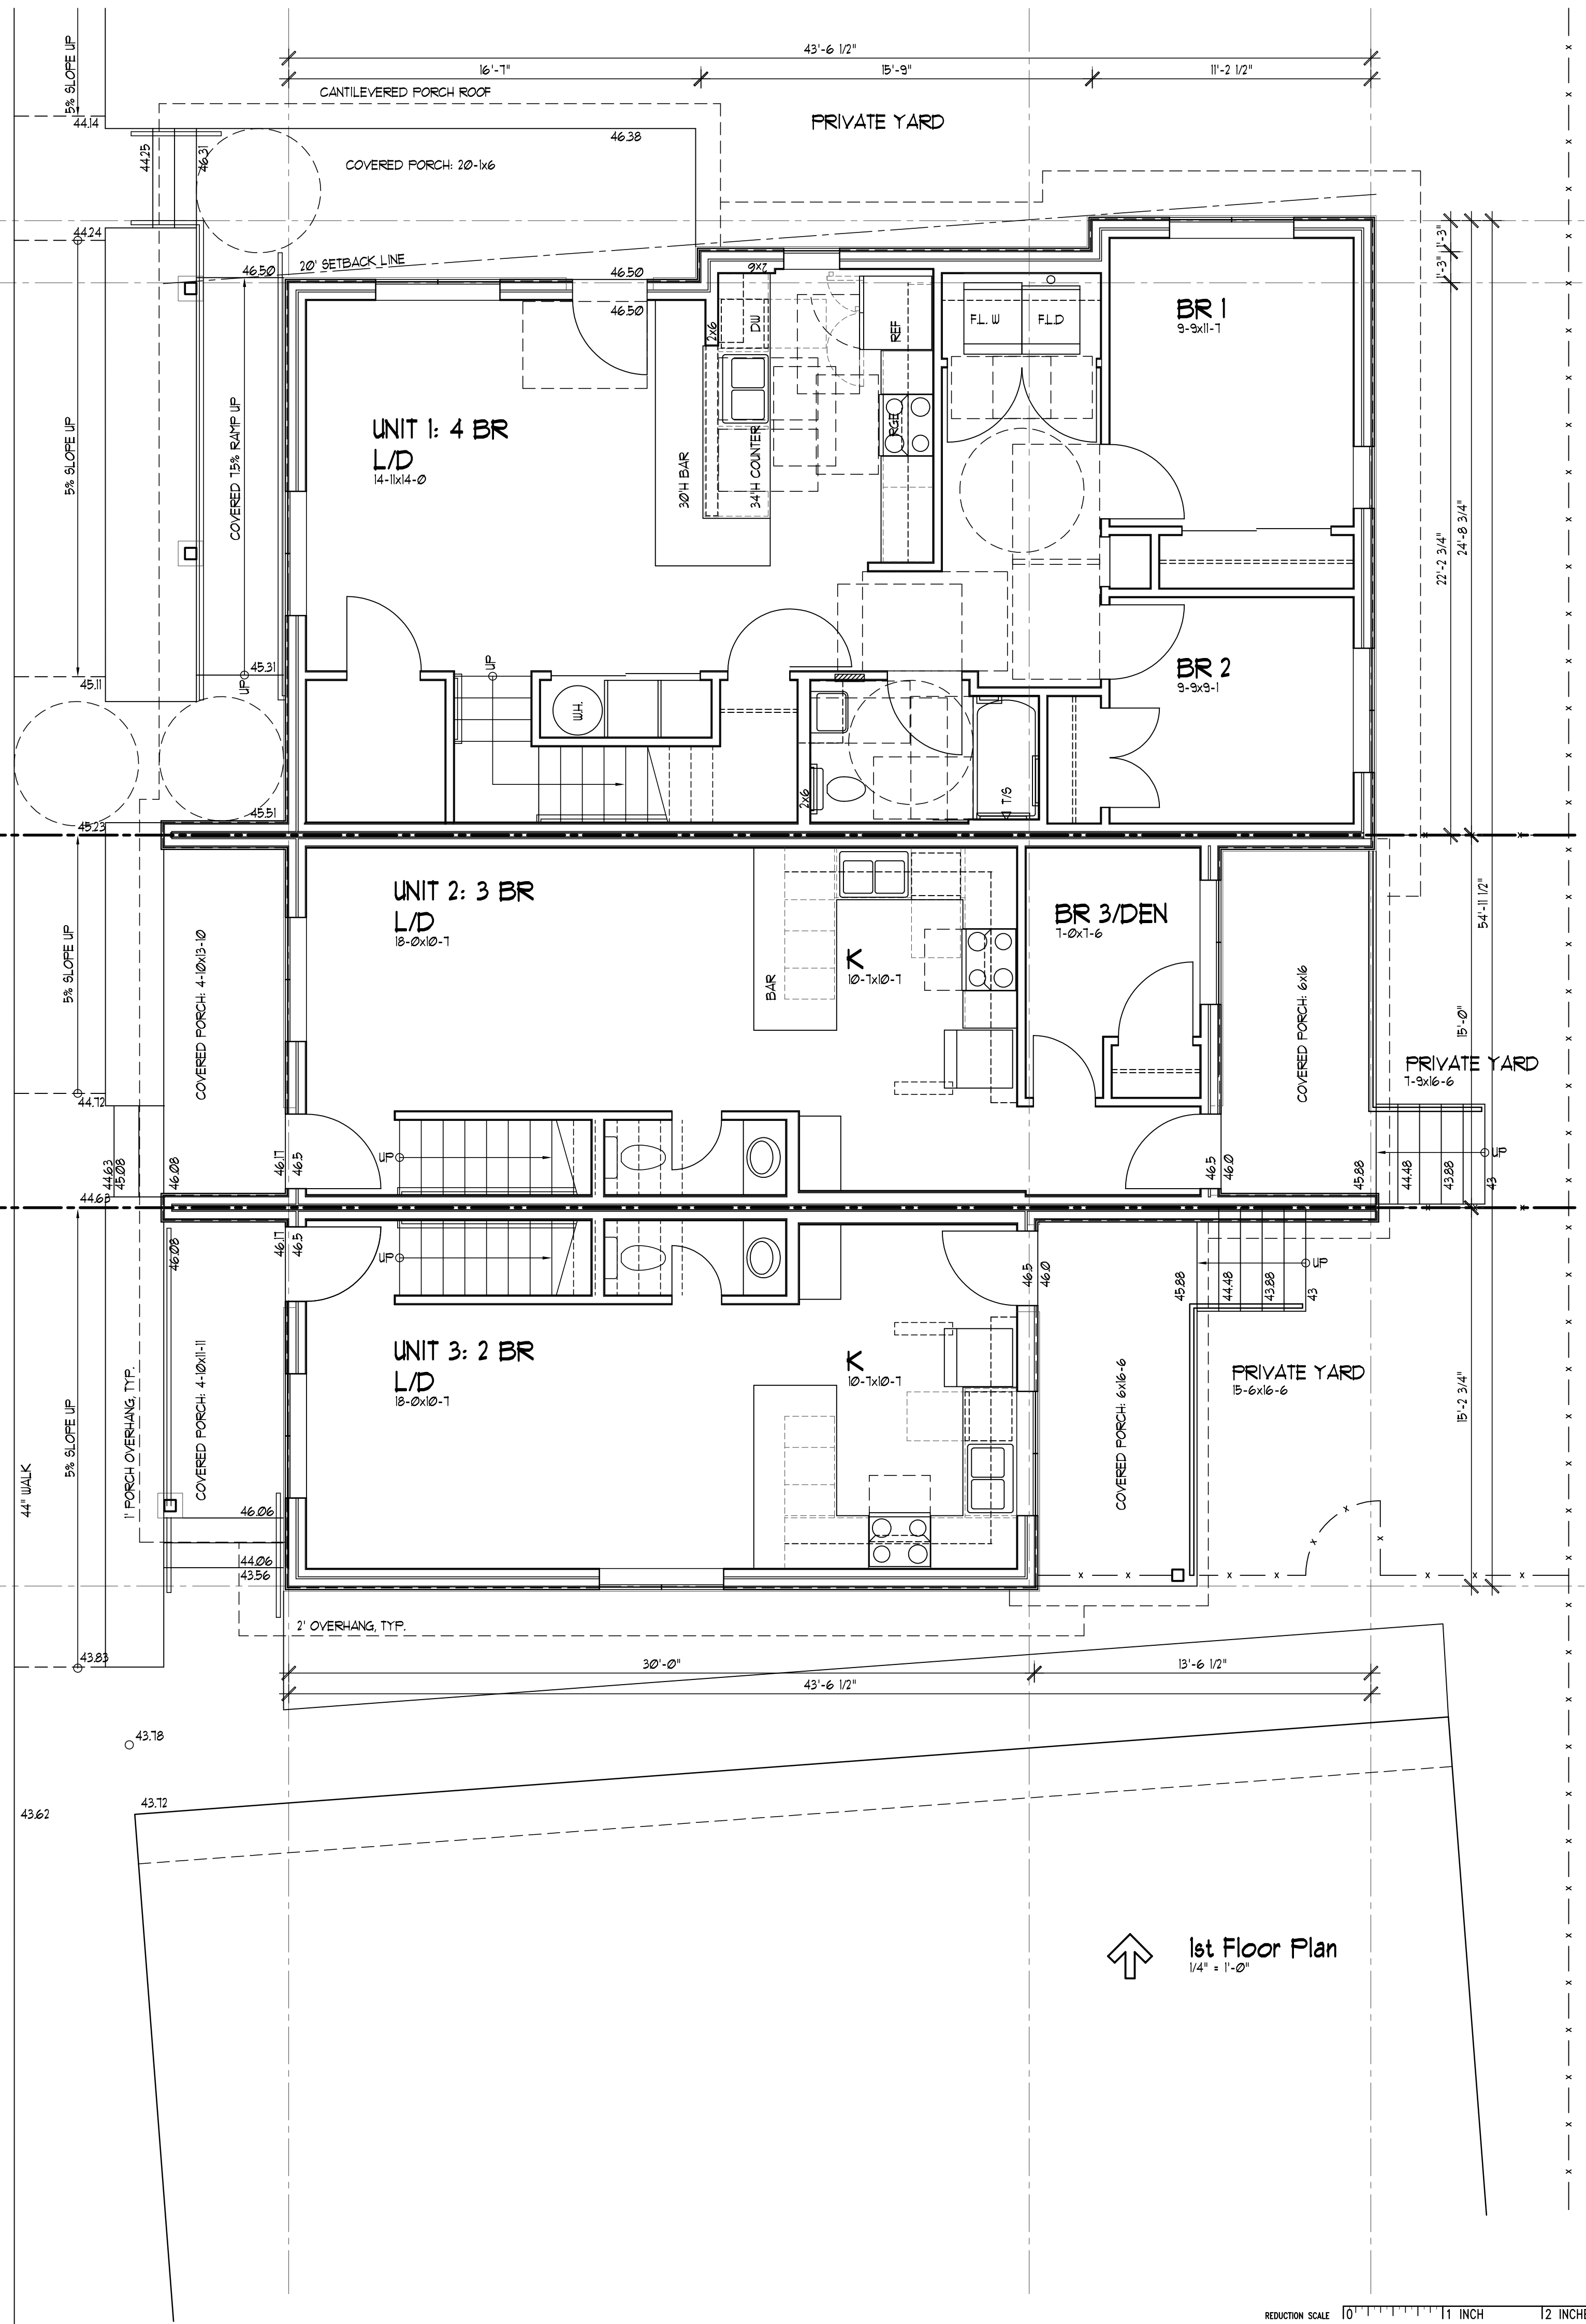 43'-6 1/2"
16'-7"
15'-9"
11'-2 1/2"
CANTILEVERED PORCH ROOF
5% SLOPE UP
44.14
PRIVATE YARD
46.38
44.25
46.31
COVERED PORCH: 20-1x6
44.24
20' SETBACK LINE
46.50
46.50
46.50
2x6
1'-3"
1'-3"
2x6
DW
REF
F.L. W
F.L.D
BR 1
9-9x11-7
5% SLOPE UP
COVERED 7.5% RAMP UP
UNIT 1: 4 BR
L/D
14-11x14-0
30"H BAR
34"H COUNTER
RGE
22'-2 3/4"
24'-8 3/4"
45.31
45.11
UP
UP
W.H.
BR 2
9-9x9-1
2x6
T/S
45.51
45.23
UNIT 2: 3 BR
L/D
18-0x10-7
BR 3/DEN
7-0x7-6
K
10-7x10-7
BAR
5% SLOPE UP
COVERED PORCH: 4-10x13-10
COVERED PORCH: 6x16
54'-11 1/2"
15'-0"
PRIVATE YARD
7-9x16-6
44.72
44.63
45.08
46.08
46.17
46.5
UP
46.5
46.0
45.88
44.48
43.88
43
UP
44.63
46.08
46.17
46.5
UP
46.5
46.0
45.88
44.48
43.88
43
UP
UNIT 3: 2 BR
L/D
18-0x10-7
K
10-7x10-7
PRIVATE YARD
15-6x16-6
44" WALK
5% SLOPE UP
1' PORCH OVERHANG, TYP.
COVERED PORCH: 4-10x11-11
COVERED PORCH: 6x16-6
15'-2 3/4"
46.06
44.06
43.56
2' OVERHANG, TYP.
43.83
30'-0"
13'-6 1/2"
43'-6 1/2"
43.78
43.72
43.62
1st Floor Plan
1/4" = 1'-0"
REDUCTION SCALE 0 1 INCH 2 INCHE